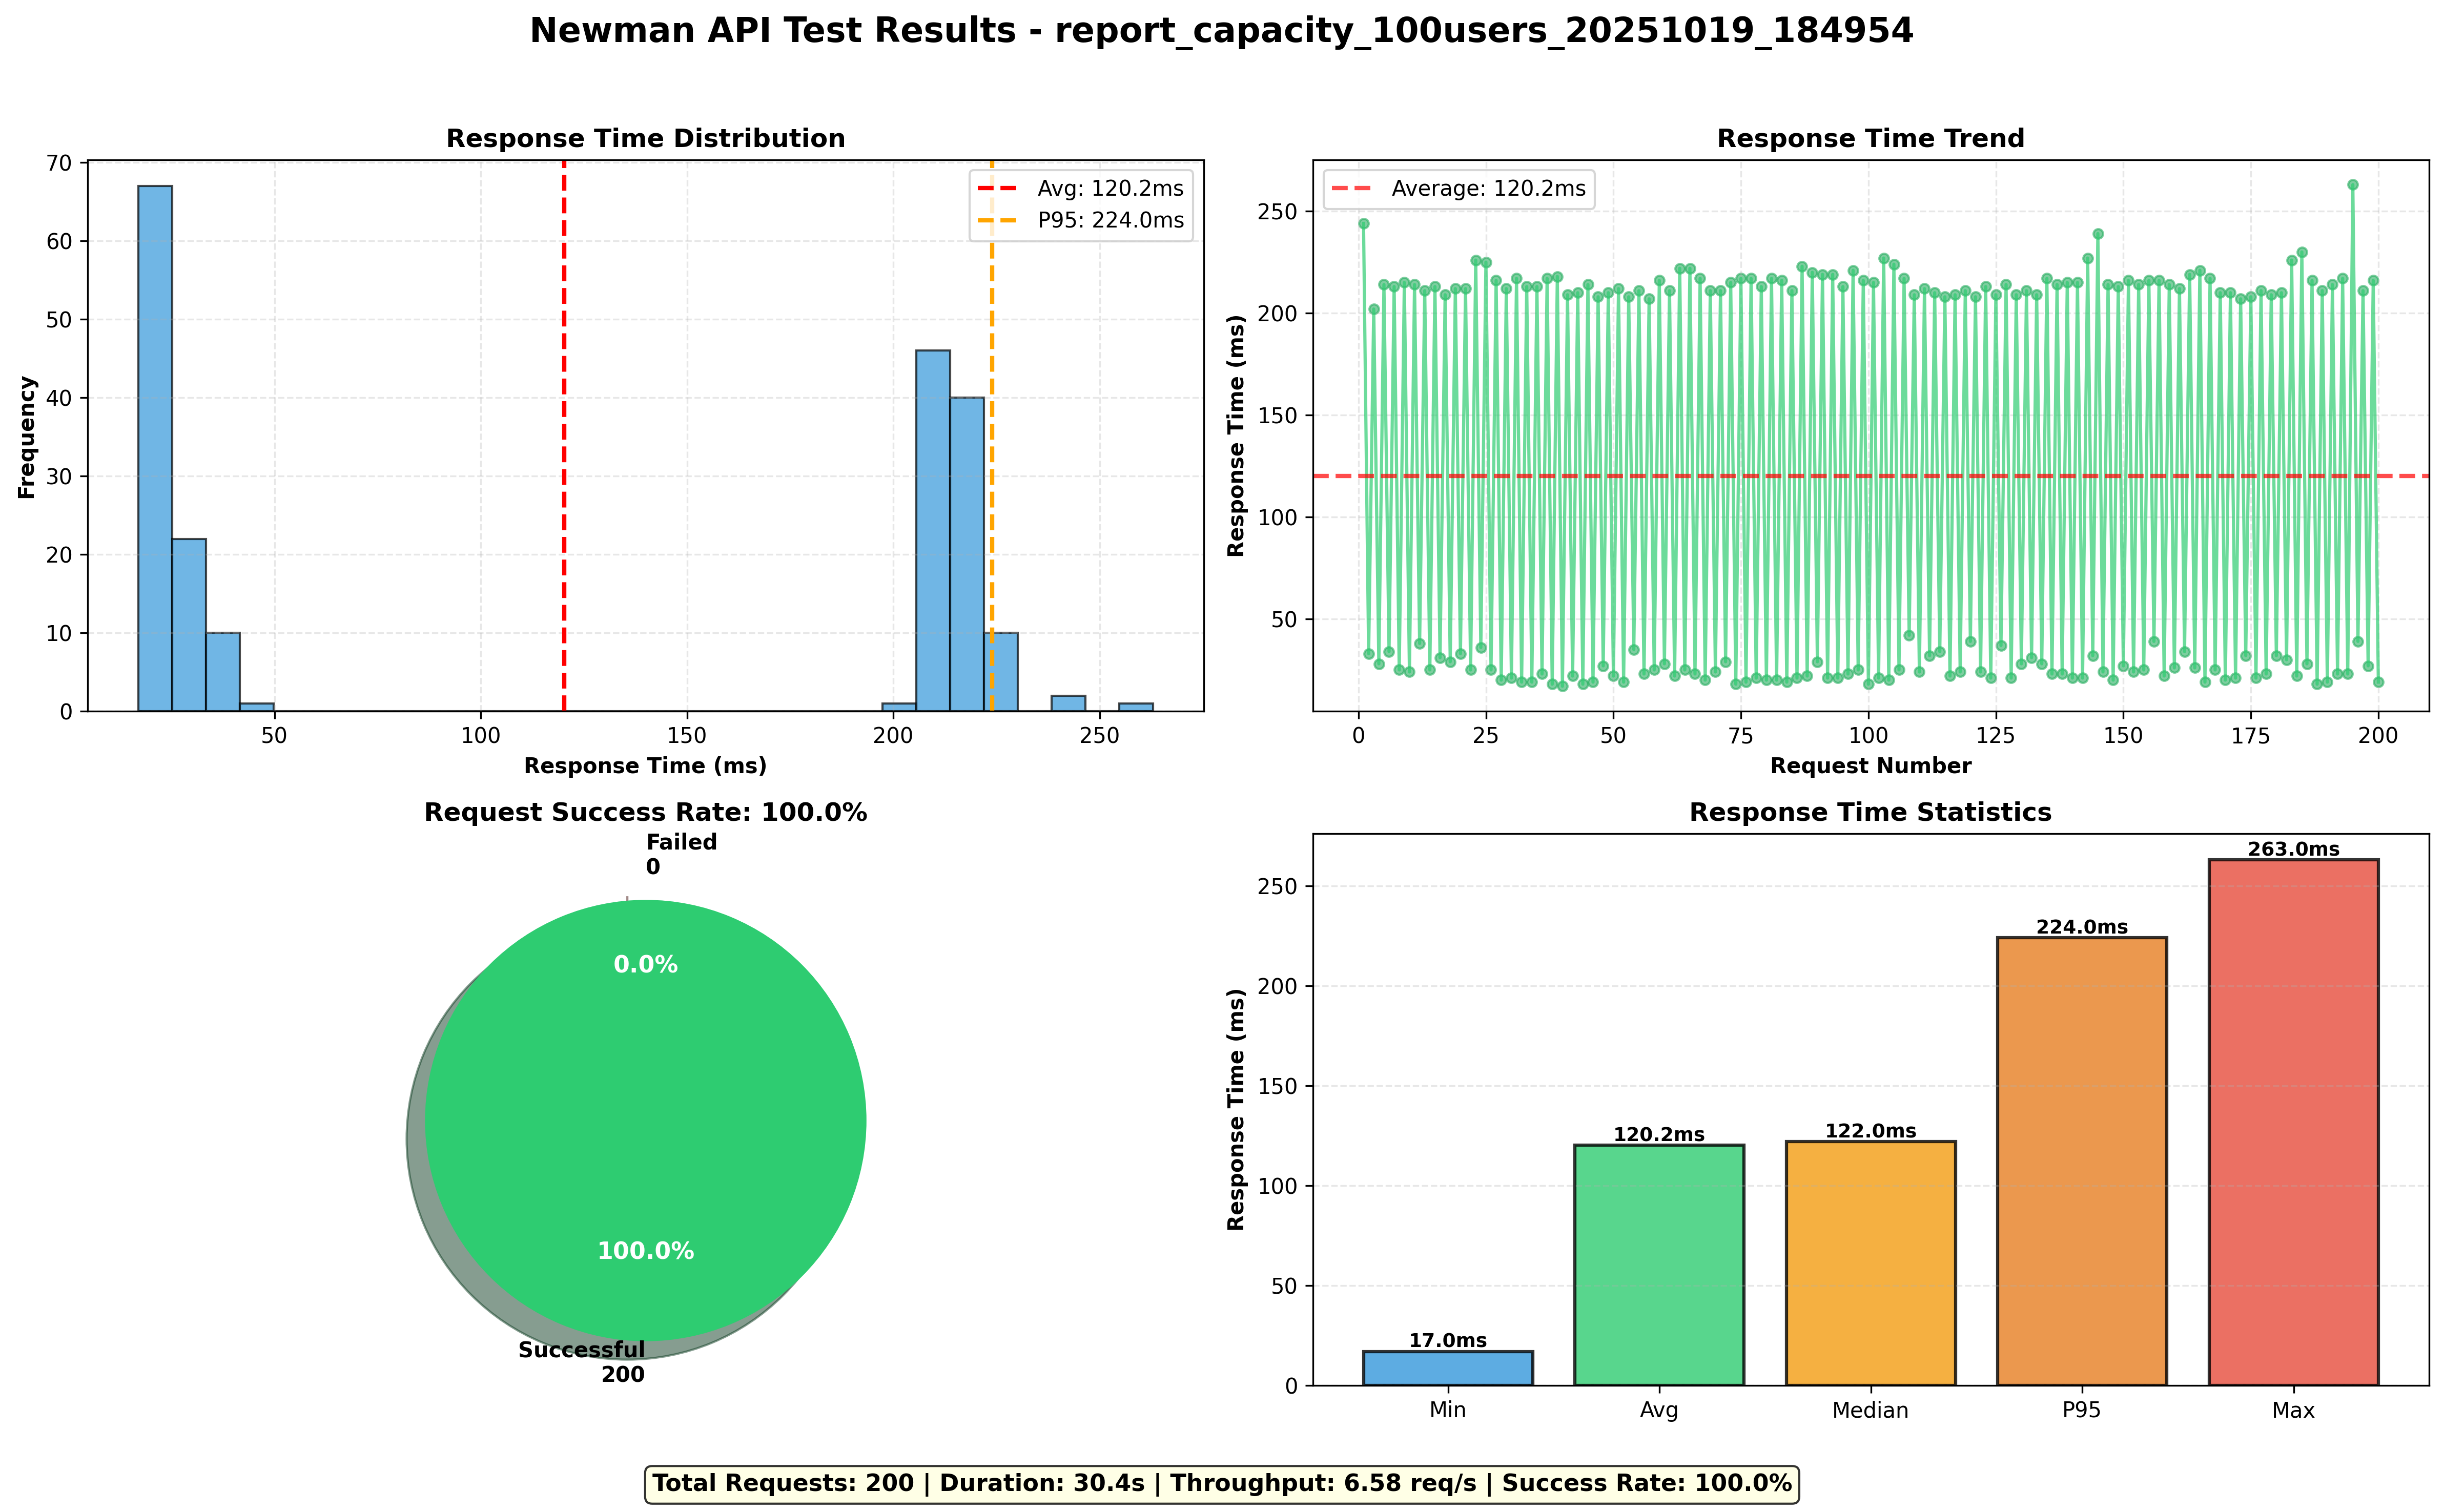 Newman API Test Results - report_capacity_100users_20251019_184954
Response Time Distribution
70
60
50
40
30
20
10
0
Frequency
50
100
150
200
250
Response Time (ms)
Avg: 120.2ms
P95: 224.0ms
Response Time Trend
Average: 120.2ms
250
200
150
100
50
Response Time (ms)
0
25
50
75
100
125
150
175
200
Request Number
Request Success Rate: 100.0%
Failed
0
0.0%
100.0%
Successful
200
Response Time Statistics
250
200
150
100
50
0
Response Time (ms)
17.0ms
120.2ms
122.0ms
224.0ms
263.0ms
Min
Avg
Median
P95
Max
Total Requests: 200 | Duration: 30.4s | Throughput: 6.58 req/s | Success Rate: 100.0%